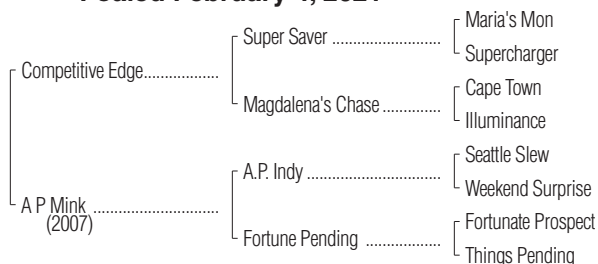 Foaled February 4, 2021
Maria's Mon
Super Saver
Supercharger
Competitive Edge
Cape Town
Magdalena's Chase
Illuminance
Seattle Slew
A.P. Indy
Weekend Surprise
A P Mink
(2007)
Fortunate Prospect
Fortune Pending
Things Pending